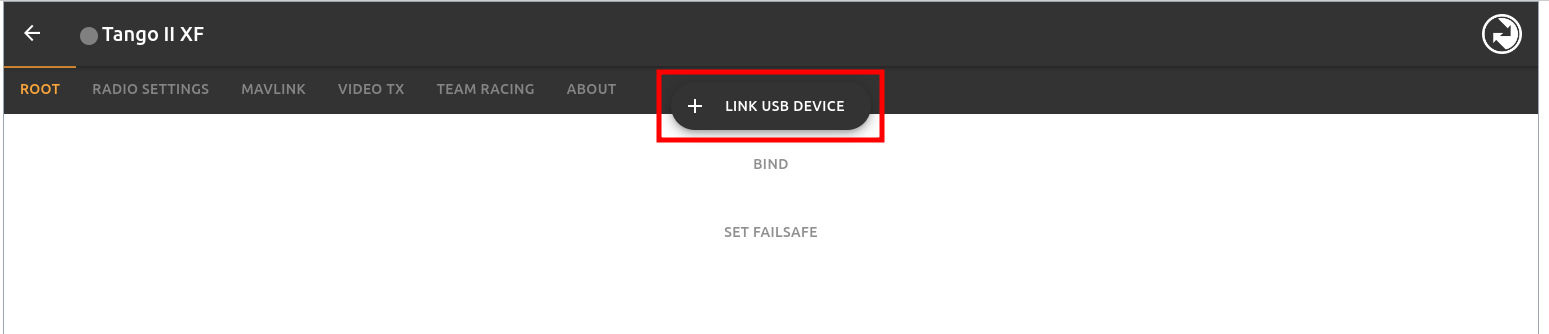 Tango II XF
ROOT RADIO SETTINGS MAVLINK VIDEO TX TEAM RACING ABOUT
LINK USB DEVICE
BIND
SET FAILSAFE